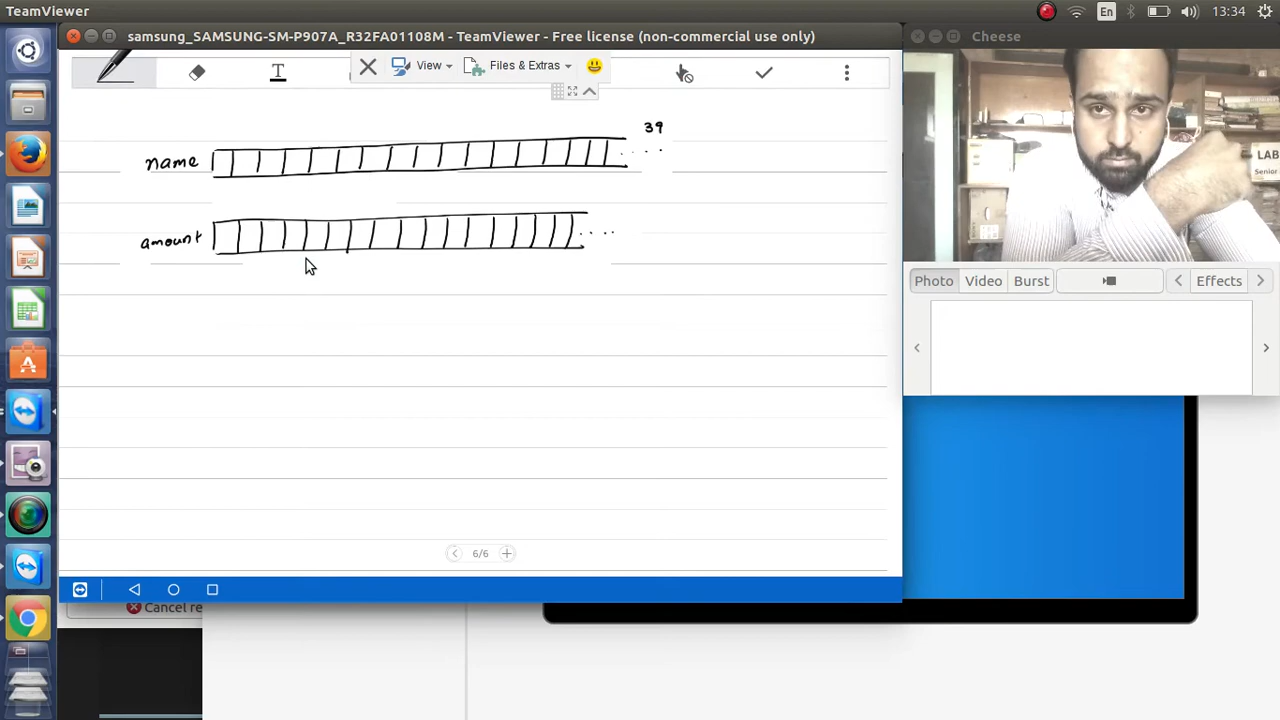 TeamViewer
En
13:34
samsung_SAMSUNG-SM-P907A_R32FA01108M - TeamViewer - Free license (non-commercial use only)
Cheese
T
View
Files & Extras
39
name
amount
LAB
Senior
Photo
Video
Burst
Effects
6/6
Cancel re